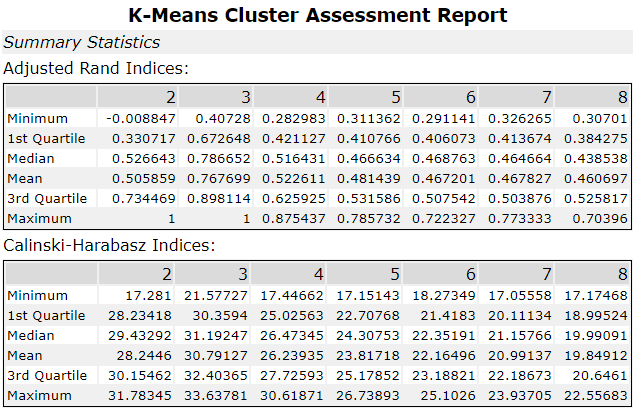 K-Means Cluster Assessment Report
Summary Statistics
Adjusted Rand Indices:
2 3 4 5 6 7 8
Minimum -0.008847 0.40728 0.282983 0.311362 0.291141 0.326265 0.30701
1st Quartile 0.330717 0.672648 0.421127 0.410766 0.406073 0.413674 0.384275
Median 0.526643 0.786652 0.516431 0.466634 0.468763 0.464664 0.438538
Mean 0.505859 0.767699 0.522611 0.481439 0.467201 0.467827 0.460697
3rd Quartile 0.734469 0.898114 0.625925 0.531586 0.507542 0.503876 0.525817
Maximum 1 1 0.875437 0.785732 0.722327 0.773333 0.70396
Calinski-Harabasz Indices:
2 3 4 5 6 7 8
Minimum 17.281 21.57727 17.44662 17.15143 18.27349 17.05558 17.17468
1st Quartile 28.23418 30.3594 25.02563 22.70768 21.4183 20.11134 18.99524
Median 29.43292 31.19247 26.47345 24.30753 22.35191 21.15766 19.99091
Mean 28.2446 30.79127 26.23935 23.81718 22.16496 20.99137 19.84912
3rd Quartile 30.15462 32.40365 27.72593 25.17852 23.18821 22.18673 20.6461
Maximum 31.78345 33.63781 30.61871 26.73893 25.1026 23.93705 22.55683